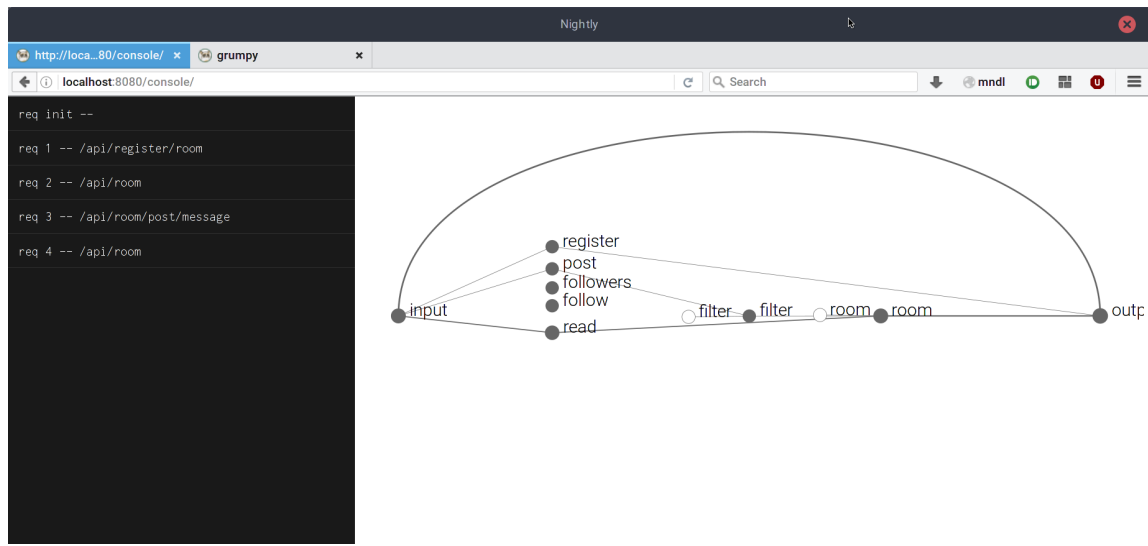 Nightly
http://loca...80/console/ × grumpy ×
localhost:8080/console/ Search mndl
req init --
req 1 -- /api/register/room
req 2 -- /api/room
req 3 -- /api/room/post/message
req 4 -- /api/room
register
post
followers
follow
input filter filter room room outp
read